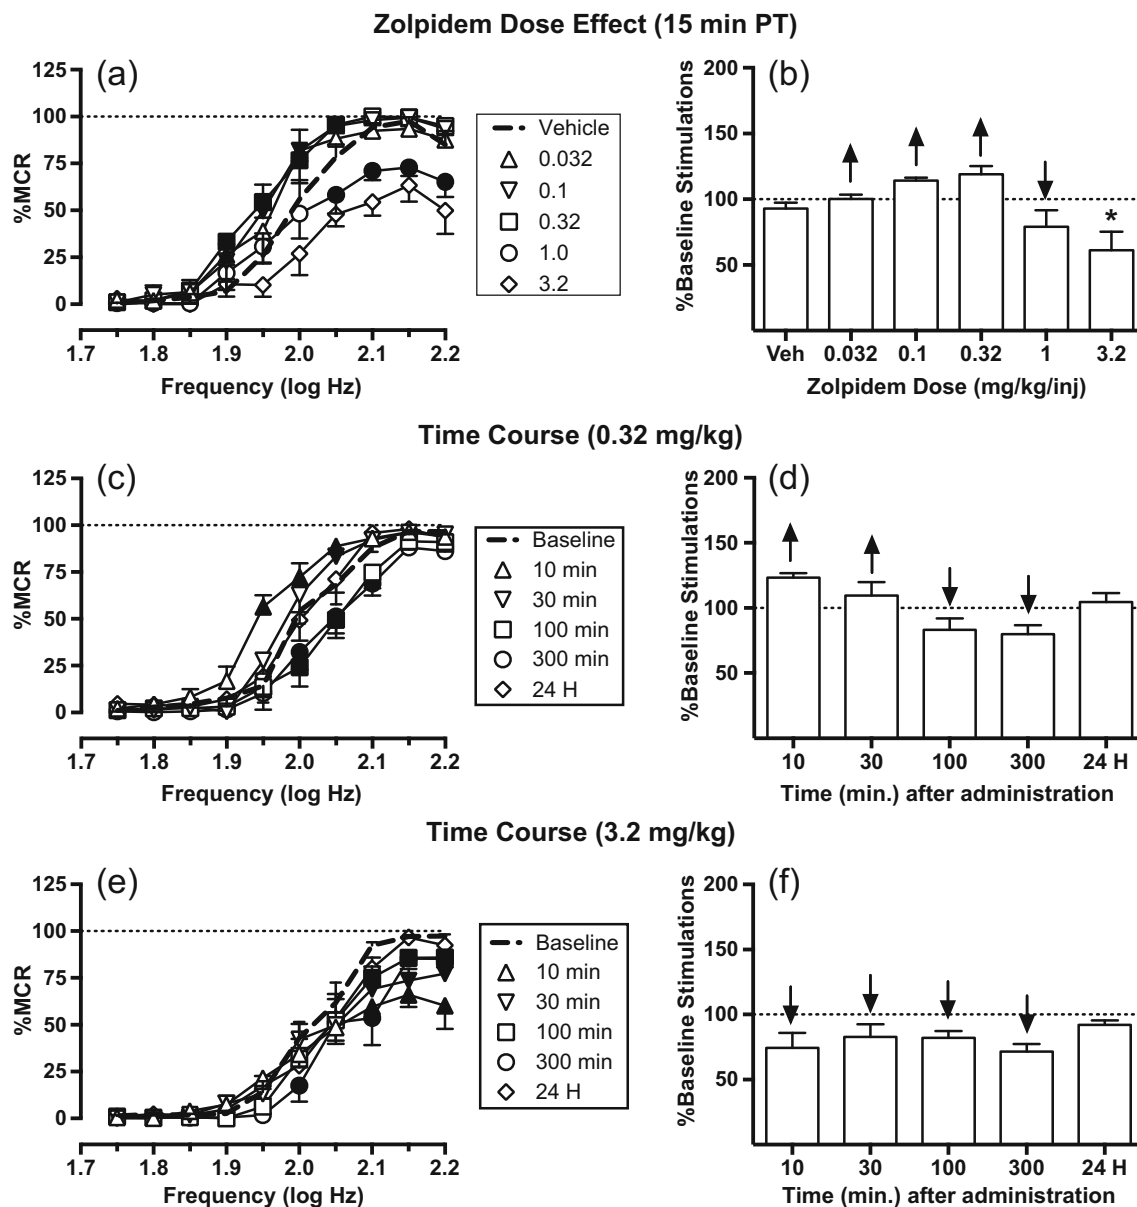 Zolpidem Dose Effect (15 min PT)
(a)
%MCR
125
100
75
50
25
0
1.7 1.8 1.9 2.0 2.1 2.2
Frequency (log Hz)
Vehicle
0.032
0.1
0.32
1.0
3.2
(b)
%Baseline Stimulations
200
150
100
50
*
Veh 0.032 0.1 0.32 1 3.2
Zolpidem Dose (mg/kg/inj)
Time Course (0.32 mg/kg)
(c)
%MCR
125
100
75
50
25
0
1.7 1.8 1.9 2.0 2.1 2.2
Frequency (log Hz)
Baseline
10 min
30 min
100 min
300 min
24 H
(d)
%Baseline Stimulations
200
150
100
50
10 30 100 300 24 H
Time (min.) after administration
Time Course (3.2 mg/kg)
(e)
%MCR
125
100
75
50
25
0
1.7 1.8 1.9 2.0 2.1 2.2
Frequency (log Hz)
Baseline
10 min
30 min
100 min
300 min
24 H
(f)
%Baseline Stimulations
200
150
100
50
10 30 100 300 24 H
Time (min.) after administration